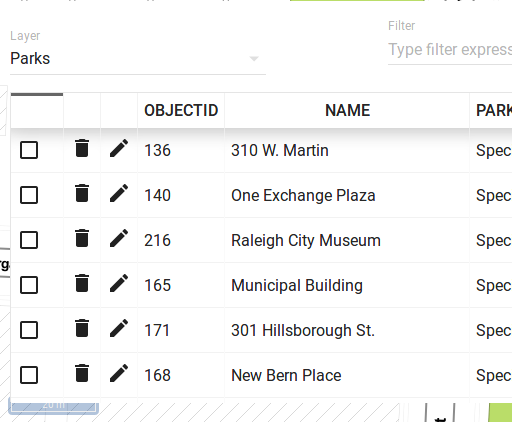 Layer
Filter
Parks
Type filter express
OBJECTID NAME PARK
136 310 W. Martin Spec
140 One Exchange Plaza Spec
216 Raleigh City Museum Spec
165 Municipal Building Spec
171 301 Hillsborough St. Spec
168 New Bern Place Spec
20 m